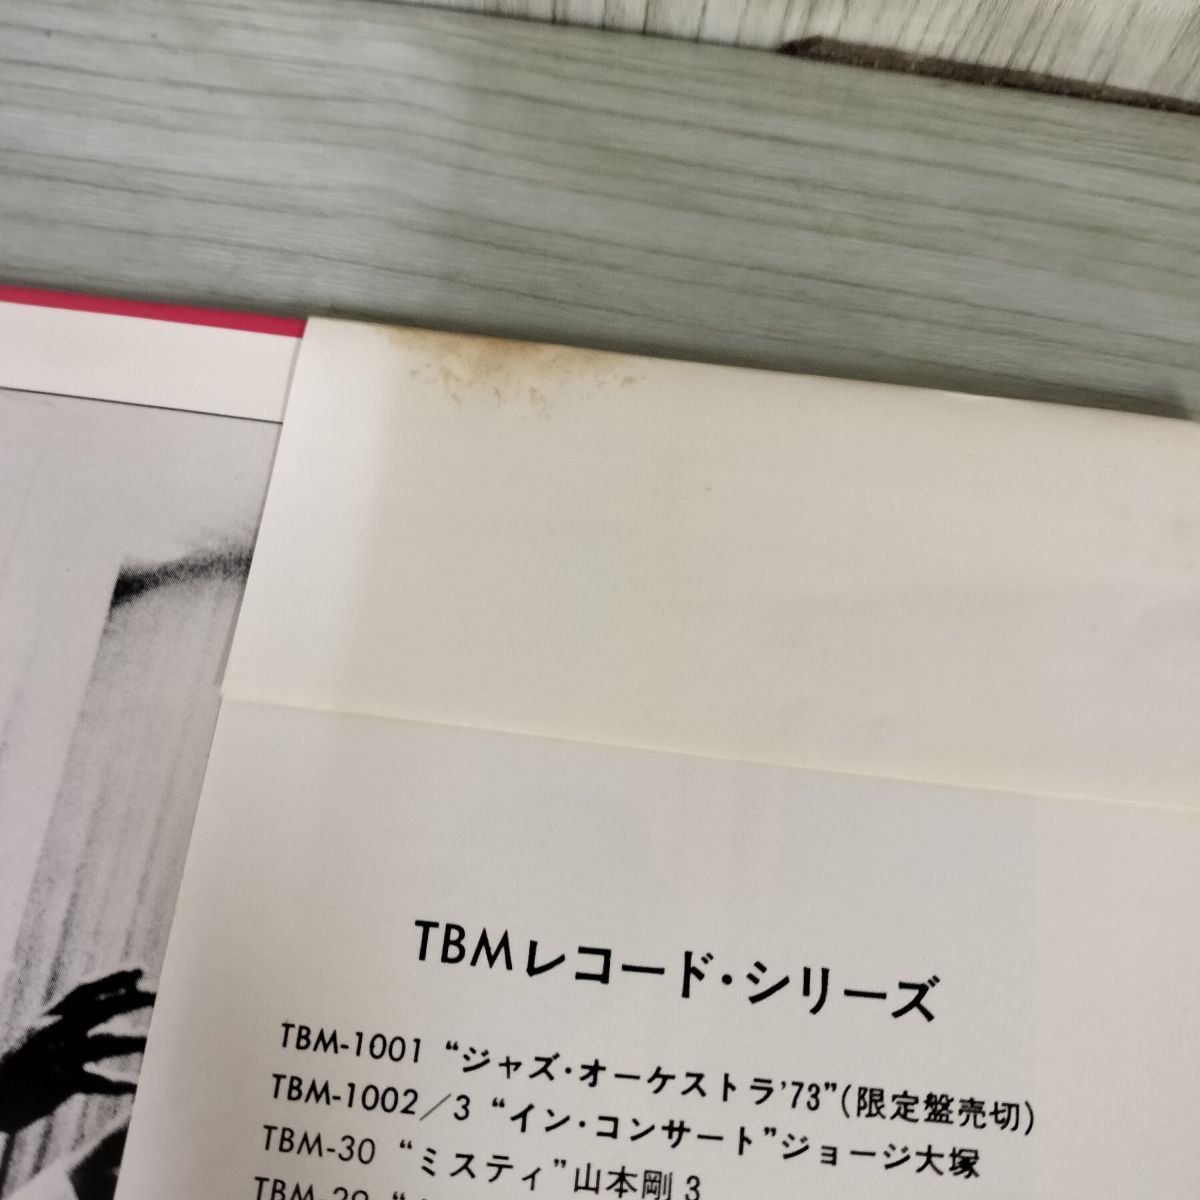 TBMレコード・シリーズ
TBM-1001 “ジャズ・オーケストラ'73”(限定盤売切)
TBM-1002／3 “イン・コンサート”ジョージ大塚
TBM-30 “ミスティ”山本剛 3
TBM-29